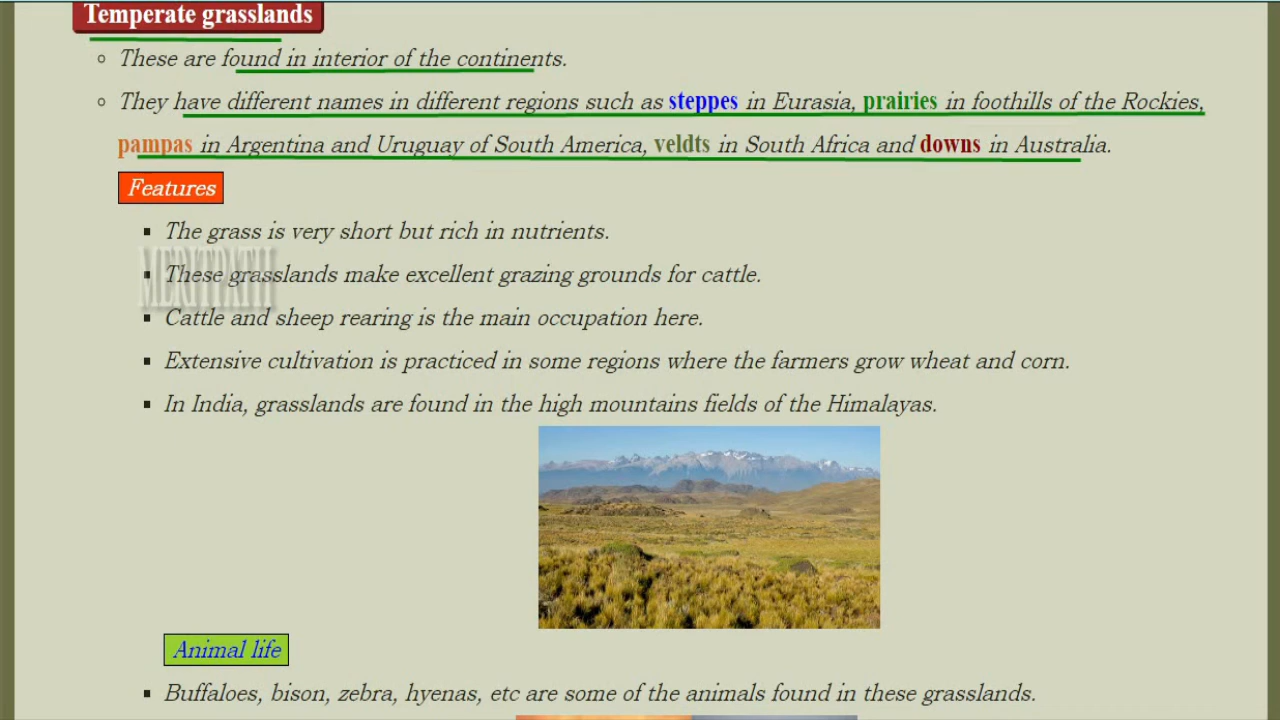 Temperate grasslands
These are found in interior of the continents.
They have different names in different regions such as steppes in Eurasia, prairies in foothills of the Rockies,
pampas in Argentina and Uruguay of South America, veldts in South Africa and downs in Australia.
Features
The grass is very short but rich in nutrients.
MERITPATH
These grasslands make excellent grazing grounds for cattle.
Cattle and sheep rearing is the main occupation here.
Extensive cultivation is practiced in some regions where the farmers grow wheat and corn.
In India, grasslands are found in the high mountains fields of the Himalayas.
Animal life
Buffaloes, bison, zebra, hyenas, etc are some of the animals found in these grasslands.